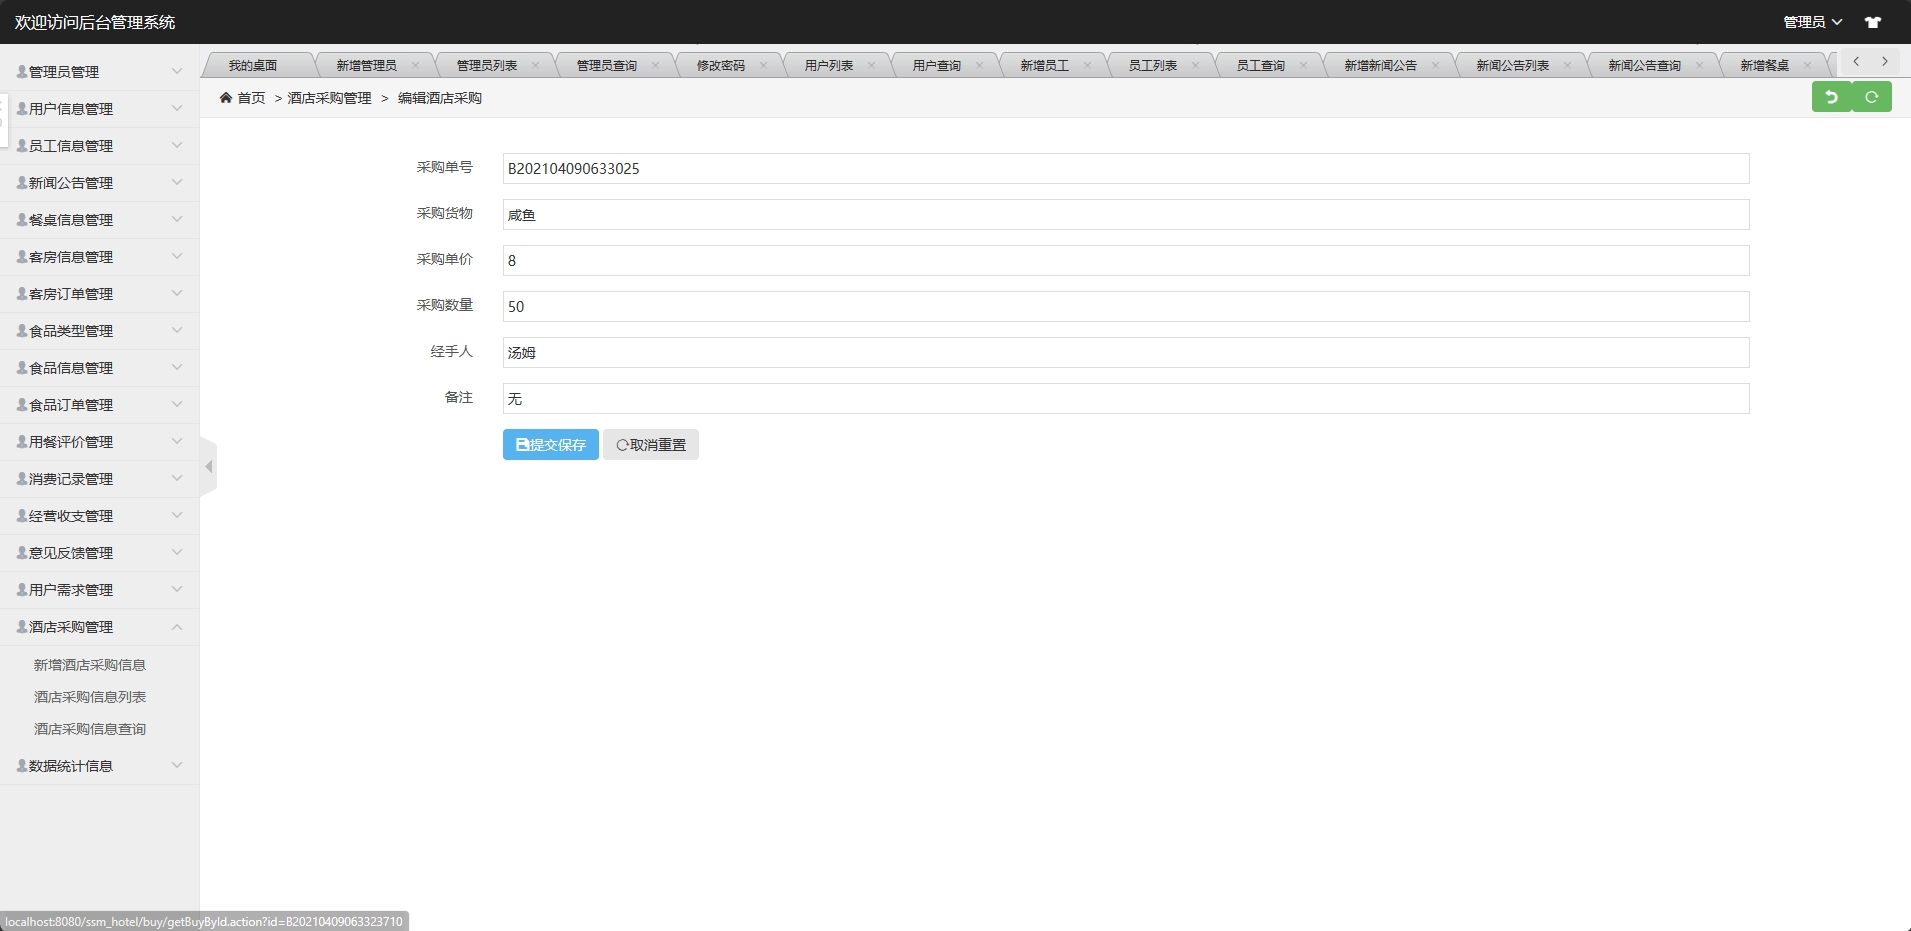 欢迎访问后台管理系统
管理员
管理员管理
用户信息管理
员工信息管理
新闻公告管理
餐桌信息管理
客房信息管理
客房订单管理
食品类型管理
食品信息管理
食品订单管理
用餐评价管理
消费记录管理
经营收支管理
意见反馈管理
用户需求管理
酒店采购管理
新增酒店采购信息
酒店采购信息列表
酒店采购信息查询
数据统计信息
我的桌面 新增管理员 管理员列表 管理员查询 修改密码 用户列表 用户查询 新增员工 员工列表 员工查询 新增新闻公告 新闻公告列表 新闻公告查询 新增餐桌
首页 > 酒店采购管理 > 编辑酒店采购
采购单号 B202104090633025
采购货物 咸鱼
采购单价 8
采购数量 50
经手人 汤姆
备注 无
提交保存 取消重置
localhost:8080/ssm_hotel/buy/getBuyById.action?id=B20210409063323710